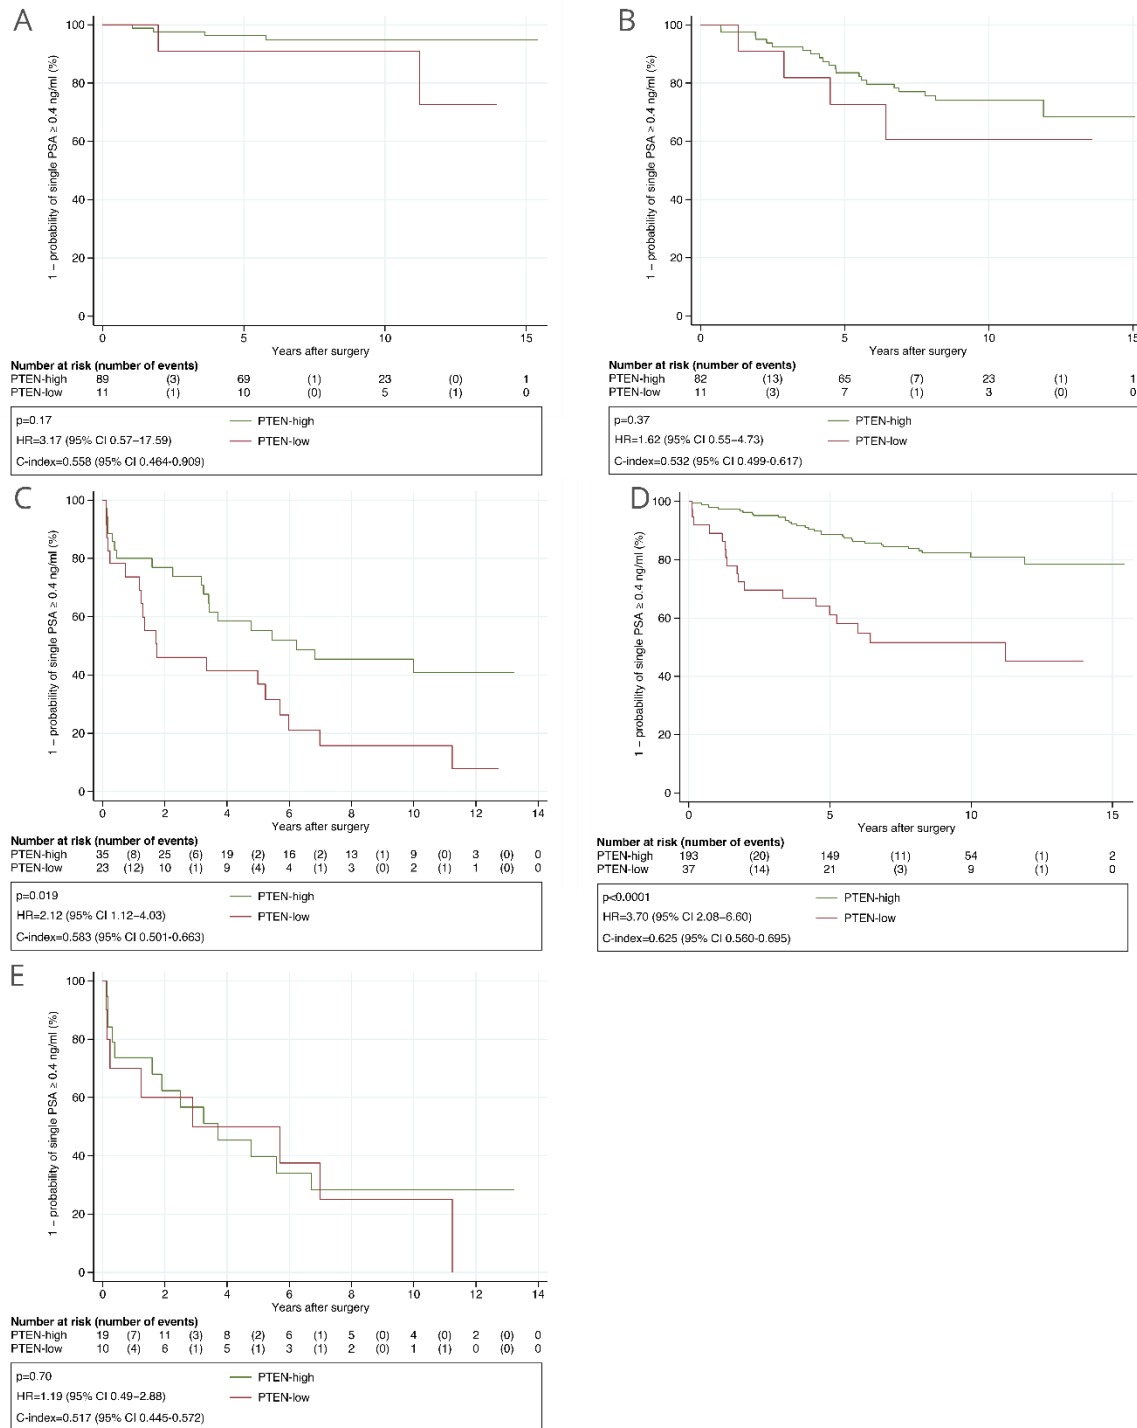 A
1 – probability of single PSA ≥ 0.4 ng/ml (%)
100
80
60
40
20
0
0 5 10 15
Years after surgery
Number at risk (number of events)
PTEN-high 89 (3) 69 (1) 23 (0) 1
PTEN-low 11 (1) 10 (0) 5 (1) 0
p=0.17
HR=3.17 (95% CI 0.57–17.59)
C-index=0.558 (95% CI 0.464-0.909)
PTEN-high
PTEN-low
B
1 – probability of single PSA ≥ 0.4 ng/ml (%)
100
80
60
40
20
0
0 5 10 15
Years after surgery
Number at risk (number of events)
PTEN-high 82 (13) 65 (7) 23 (1) 1
PTEN-low 11 (3) 7 (1) 3 (0) 0
p=0.37
HR=1.62 (95% CI 0.55–4.73)
C-index=0.532 (95% CI 0.499-0.617)
PTEN-high
PTEN-low
C
1 – probability of single PSA ≥ 0.4 ng/ml (%)
100
80
60
40
20
0
0 2 4 6 8 10 12 14
Years after surgery
Number at risk (number of events)
PTEN-high 35 (8) 25 (6) 19 (2) 16 (2) 13 (1) 9 (0) 3 (0) 0
PTEN-low 23 (12) 10 (1) 9 (4) 4 (1) 3 (0) 2 (1) 1 (0) 0
p=0.019
HR=2.12 (95% CI 1.12–4.03)
C-index=0.583 (95% CI 0.501-0.663)
PTEN-high
PTEN-low
D
1 – probability of single PSA ≥ 0.4 ng/ml (%)
100
80
60
40
20
0
0 5 10 15
Years after surgery
Number at risk (number of events)
PTEN-high 193 (20) 149 (11) 54 (1) 2
PTEN-low 37 (14) 21 (3) 9 (1) 0
p<0.0001
HR=3.70 (95% CI 2.08–6.60)
C-index=0.625 (95% CI 0.560-0.695)
PTEN-high
PTEN-low
E
1 – probability of single PSA ≥ 0.4 ng/ml (%)
100
80
60
40
20
0
0 2 4 6 8 10 12 14
Years after surgery
Number at risk (number of events)
PTEN-high 19 (7) 11 (3) 8 (2) 6 (1) 5 (0) 4 (0) 2 (0) 0
PTEN-low 10 (4) 6 (1) 5 (1) 3 (1) 2 (0) 1 (1) 0 (0) 0
p=0.70
HR=1.19 (95% CI 0.49–2.88)
C-index=0.517 (95% CI 0.445-0.572)
PTEN-high
PTEN-low